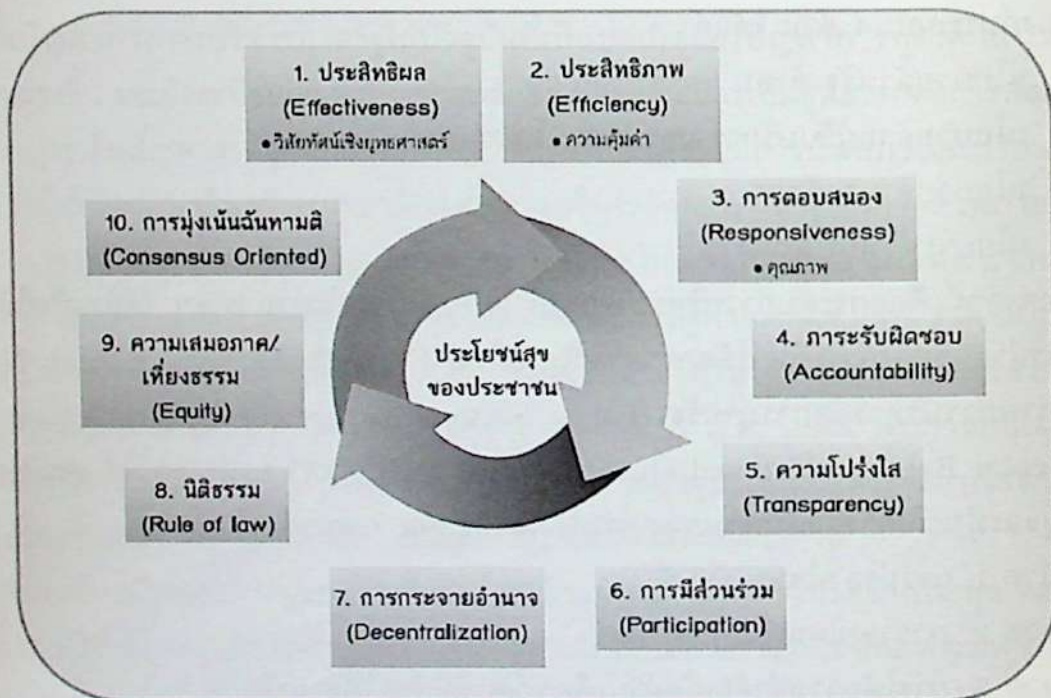 1. ประสิทธิผล
(Effectiveness)
• วิสัยทัศน์เชิงยุทธศาสตร์
2. ประสิทธิภาพ
(Efficiency)
• ความคุ้มค่า
3. การตอบสนอง
(Responsiveness)
• คุณภาพ
4. ภาระรับผิดชอบ
(Accountability)
5. ความโปร่งใส
(Transparency)
6. การมีส่วนร่วม
(Participation)
7. การกระจายอำนาจ
(Decentralization)
8. นิติธรรม
(Rule of law)
9. ความเสมอภาค/
เที่ยงธรรม
(Equity)
10. การมุ่งเน้นฉันทามติ
(Consensus Oriented)
ประโยชน์สุข
ของประชาชน